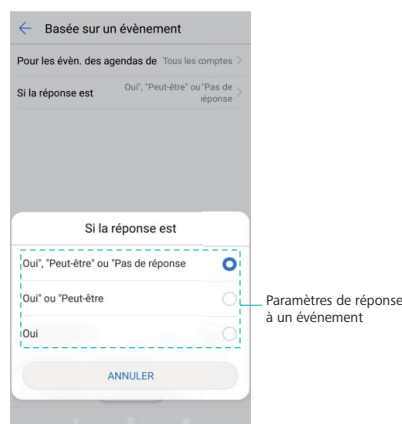 Basée sur un évènement
Pour les évèn. des agendas de Tous les comptes
Si la réponse est Oui", "Peut-être" ou "Pas de
réponse
Si la réponse est
Oui", "Peut-être" ou "Pas de réponse
Oui" ou "Peut-être
Oui
ANNULER
Paramètres de réponse
à un événement